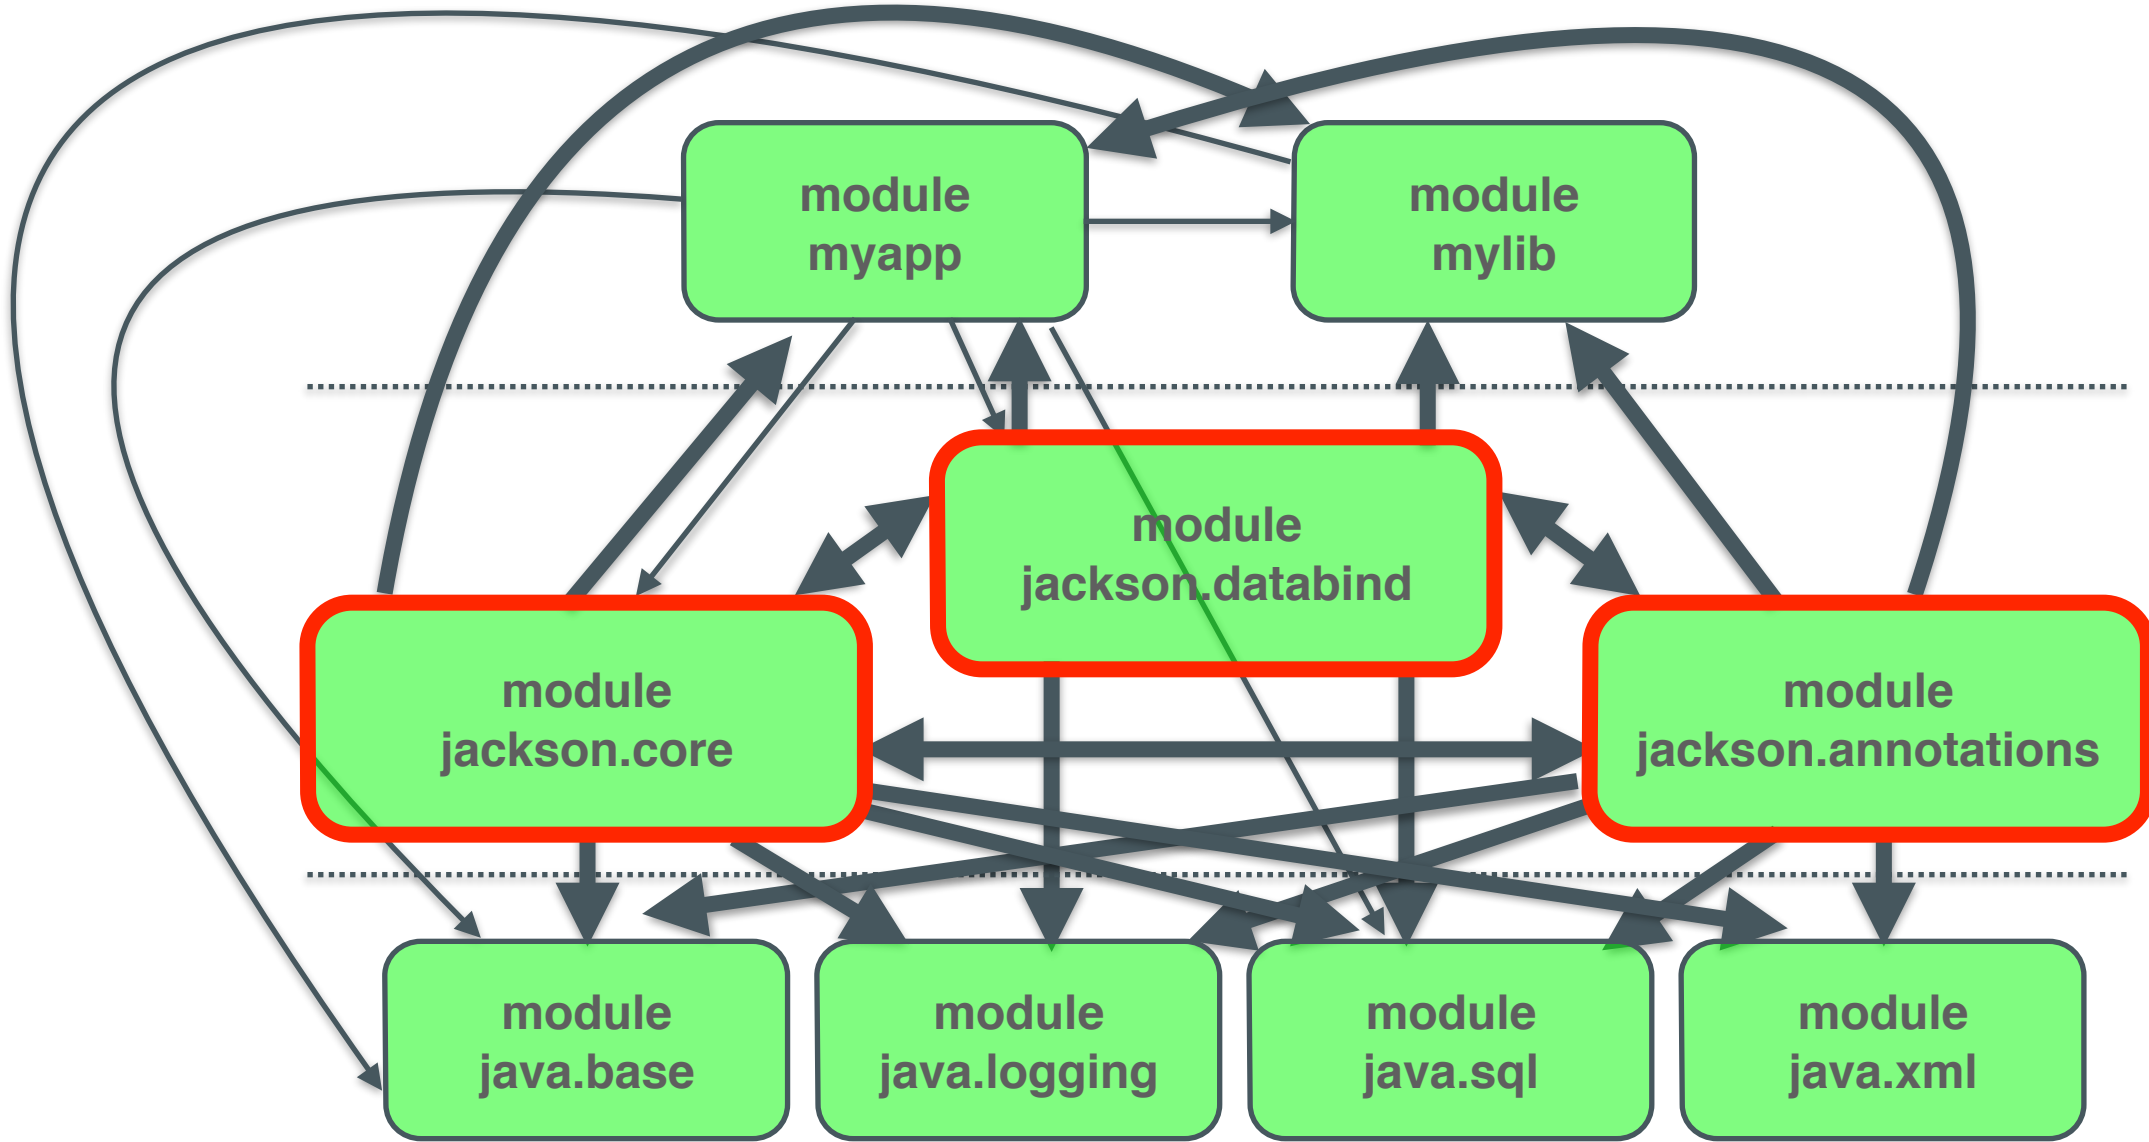 module
myapp
module
mylib
module
jackson.databind
module
jackson.core
module
jackson.annotations
module
java.base
module
java.logging
module
java.sql
module
java.xml